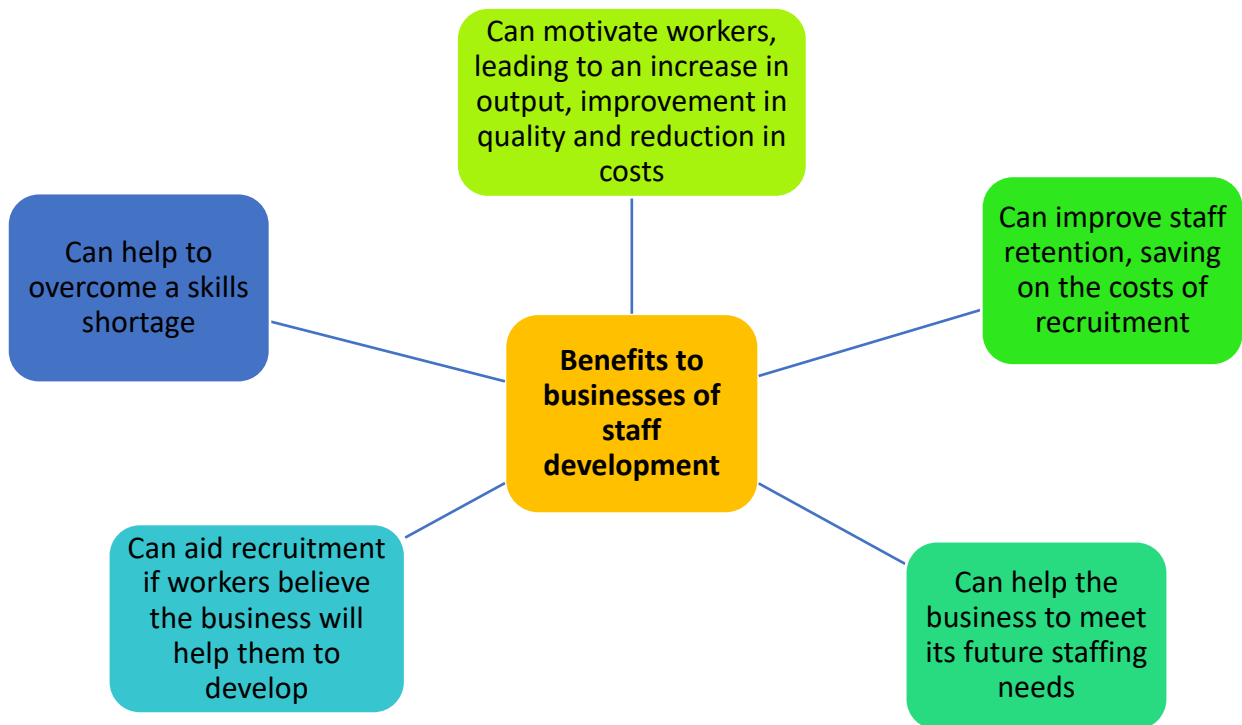 Can motivate workers,
leading to an increase in
output, improvement in
quality and reduction in
costs
Can improve staff
retention, saving
on the costs of
recruitment
Can help the
business to meet
its future staffing
needs
Can aid recruitment
if workers believe
the business will
help them to
develop
Can help to
overcome a skills
shortage
Benefits to
businesses of
staff
development